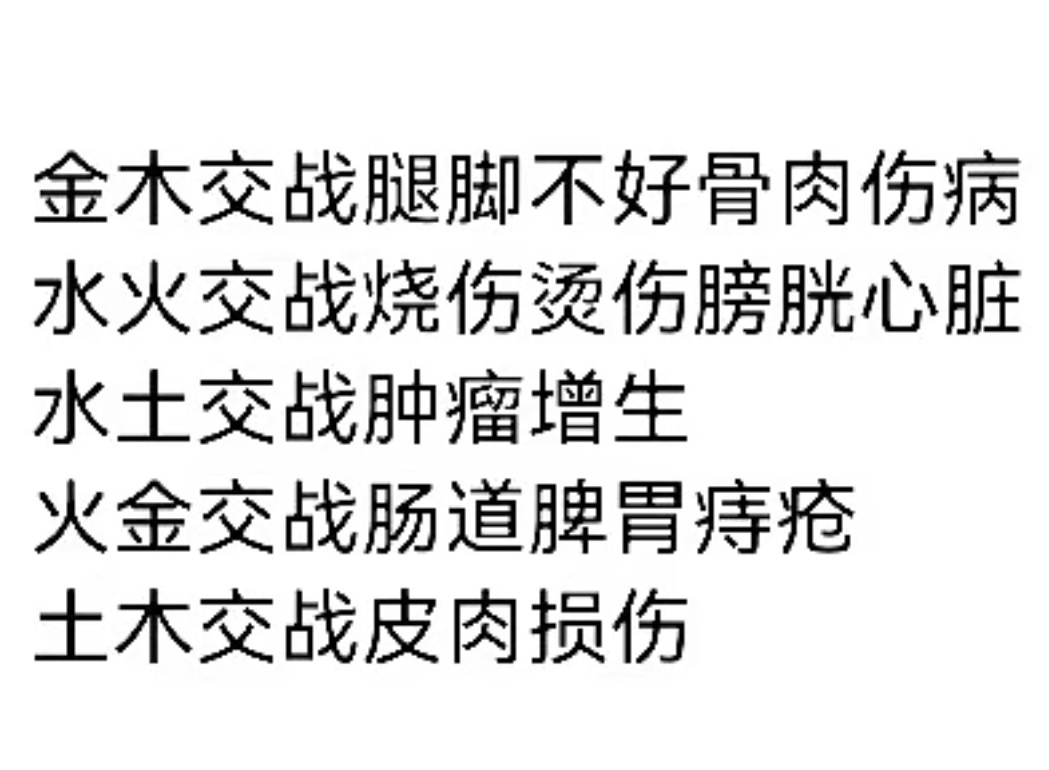 金木交战腿脚不好骨肉伤病
水火交战烧伤烫伤膀胱心脏
水土交战肿瘤增生
火金交战肠道脾胃痔疮
土木交战皮肉损伤